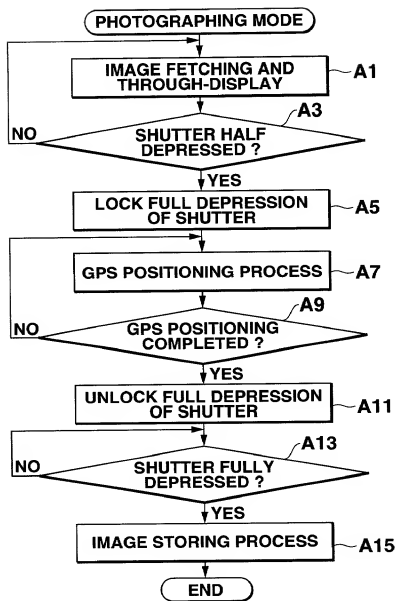 PHOTOGRAPHING MODE
IMAGE FETCHING AND
THROUGH-DISPLAY
A1
A3
SHUTTER HALF
DEPRESSED ?
NO
YES
LOCK FULL DEPRESSION
OF SHUTTER
A5
GPS POSITIONING PROCESS
A7
A9
GPS POSITIONING
COMPLETED ?
NO
YES
UNLOCK FULL DEPRESSION
OF SHUTTER
A11
A13
SHUTTER FULLY
DEPRESSED ?
NO
YES
IMAGE STORING PROCESS
A15
END